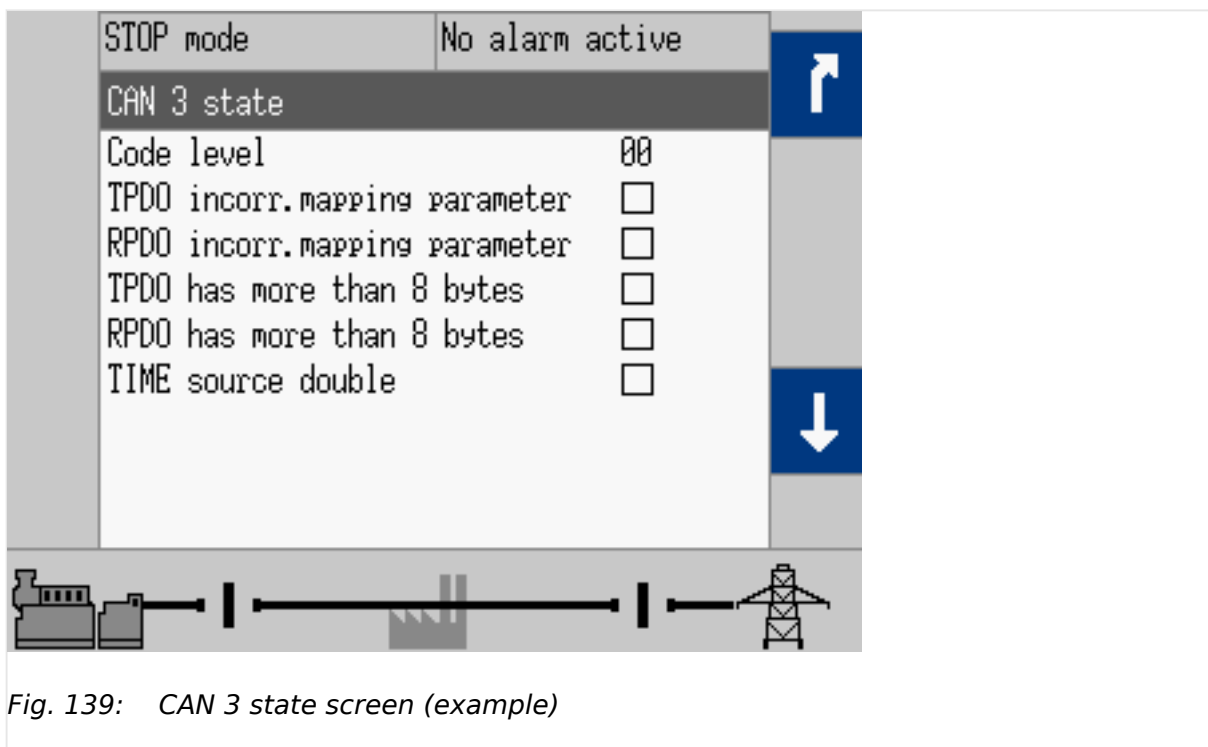 STOP mode No alarm active
CAN 3 state
Code level 00
TPDO incorr.mapping parameter
RPDO incorr.mapping parameter
TPDO has more than 8 bytes
RPDO has more than 8 bytes
TIME source double
Fig. 139: CAN 3 state screen (example)